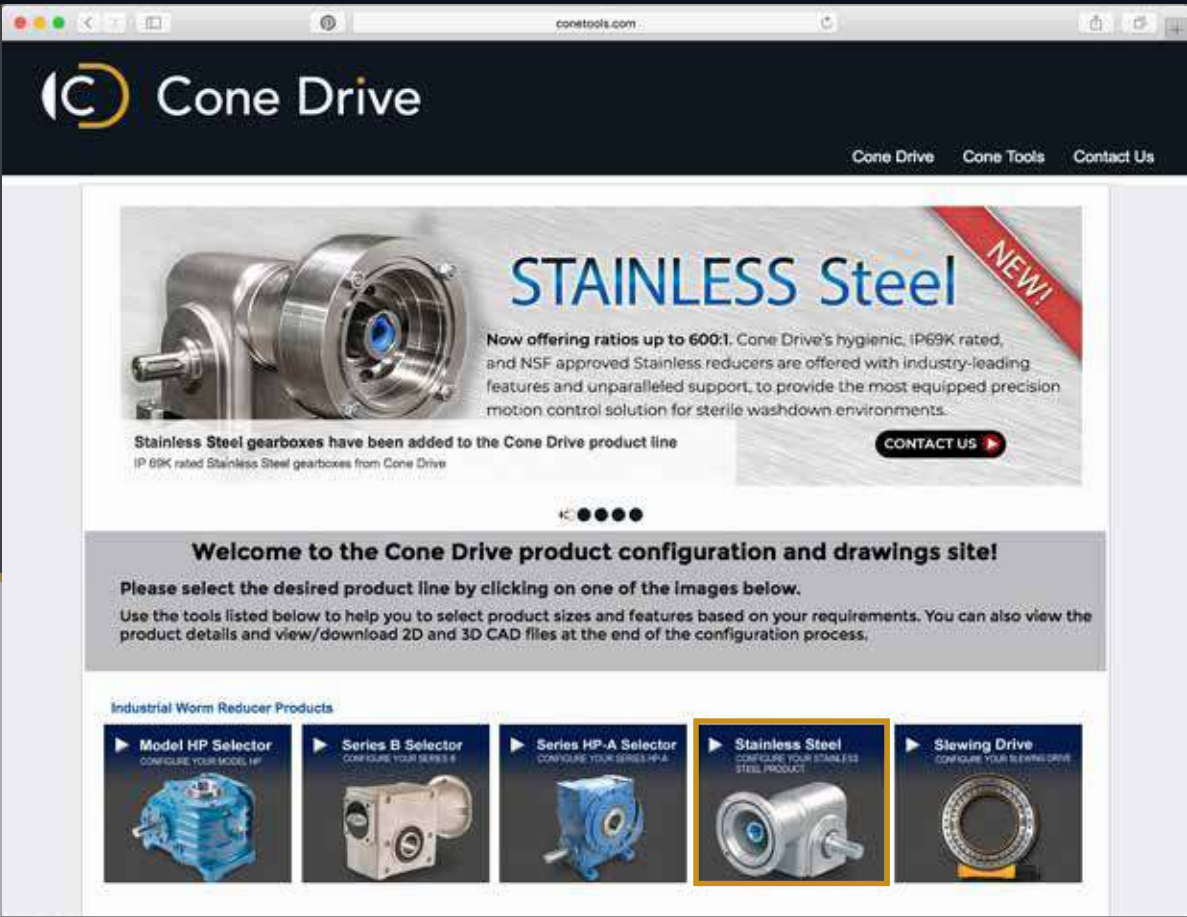 conetools.com
Cone Drive
Cone Drive Cone Tools Contact Us
STAINLESS Steel
NEW!
Now offering ratios up to 600:1. Cone Drive's hygienic, IP69K rated,
and NSF approved Stainless reducers are offered with industry-leading
features and unparalleled support, to provide the most equipped precision
motion control solution for sterile washdown environments.
Stainless Steel gearboxes have been added to the Cone Drive product line
IP 69K rated Stainless Steel gearboxes from Cone Drive
CONTACT US
Welcome to the Cone Drive product configuration and drawings site!
Please select the desired product line by clicking on one of the images below.
Use the tools listed below to help you to select product sizes and features based on your requirements. You can also view the
product details and view/download 2D and 3D CAD files at the end of the configuration process.
Industrial Worm Reducer Products
Model HP Selector
CONFIGURE YOUR MODEL HP
Series B Selector
CONFIGURE YOUR SERIES B
Series HP-A Selector
CONFIGURE YOUR SERIES HP-A
Stainless Steel
CONFIGURE YOUR STAINLESS
STEEL PRODUCT
Slewing Drive
CONFIGURE YOUR SLEWING DRIVE